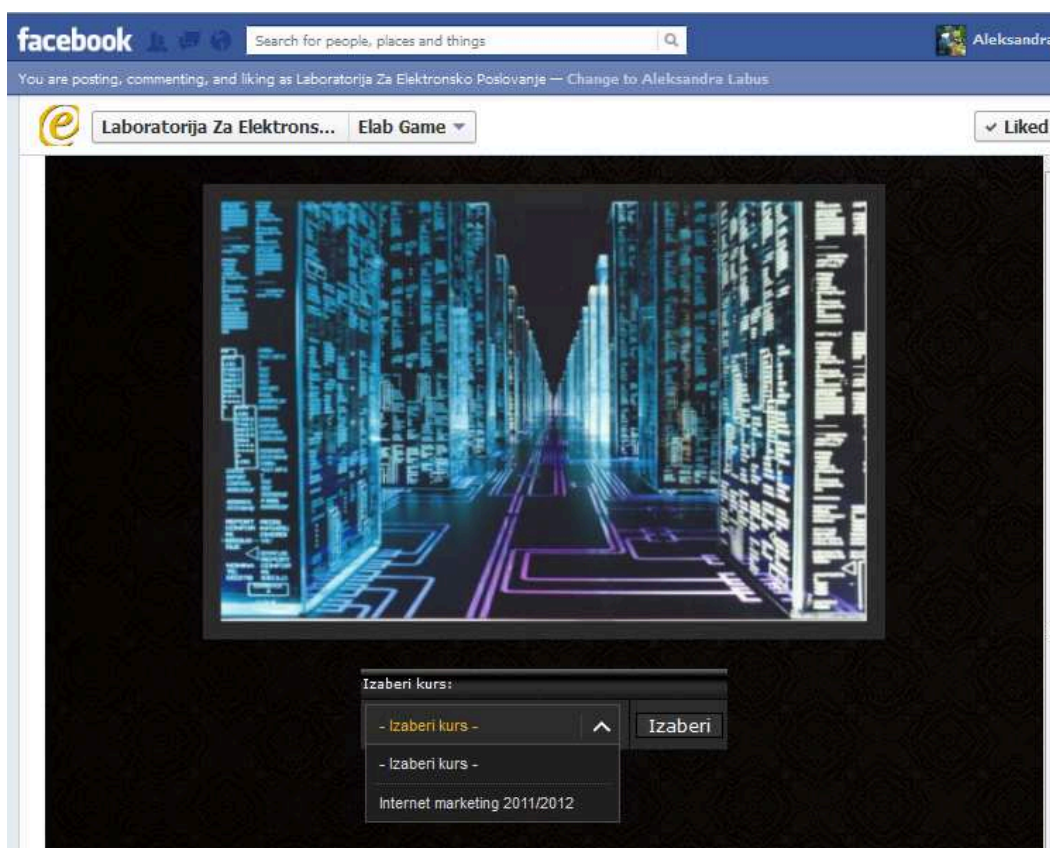 facebook
Search for people, places and things
Aleksandra
You are posting, commenting, and liking as Laboratorija Za Elektronsko Poslovanje — Change to Aleksandra Labus
Laboratorija Za Elektrons...
Elab Game
Liked
Izaberi kurs:
- Izaberi kurs -
Izaberi
- Izaberi kurs -
Internet marketing 2011/2012